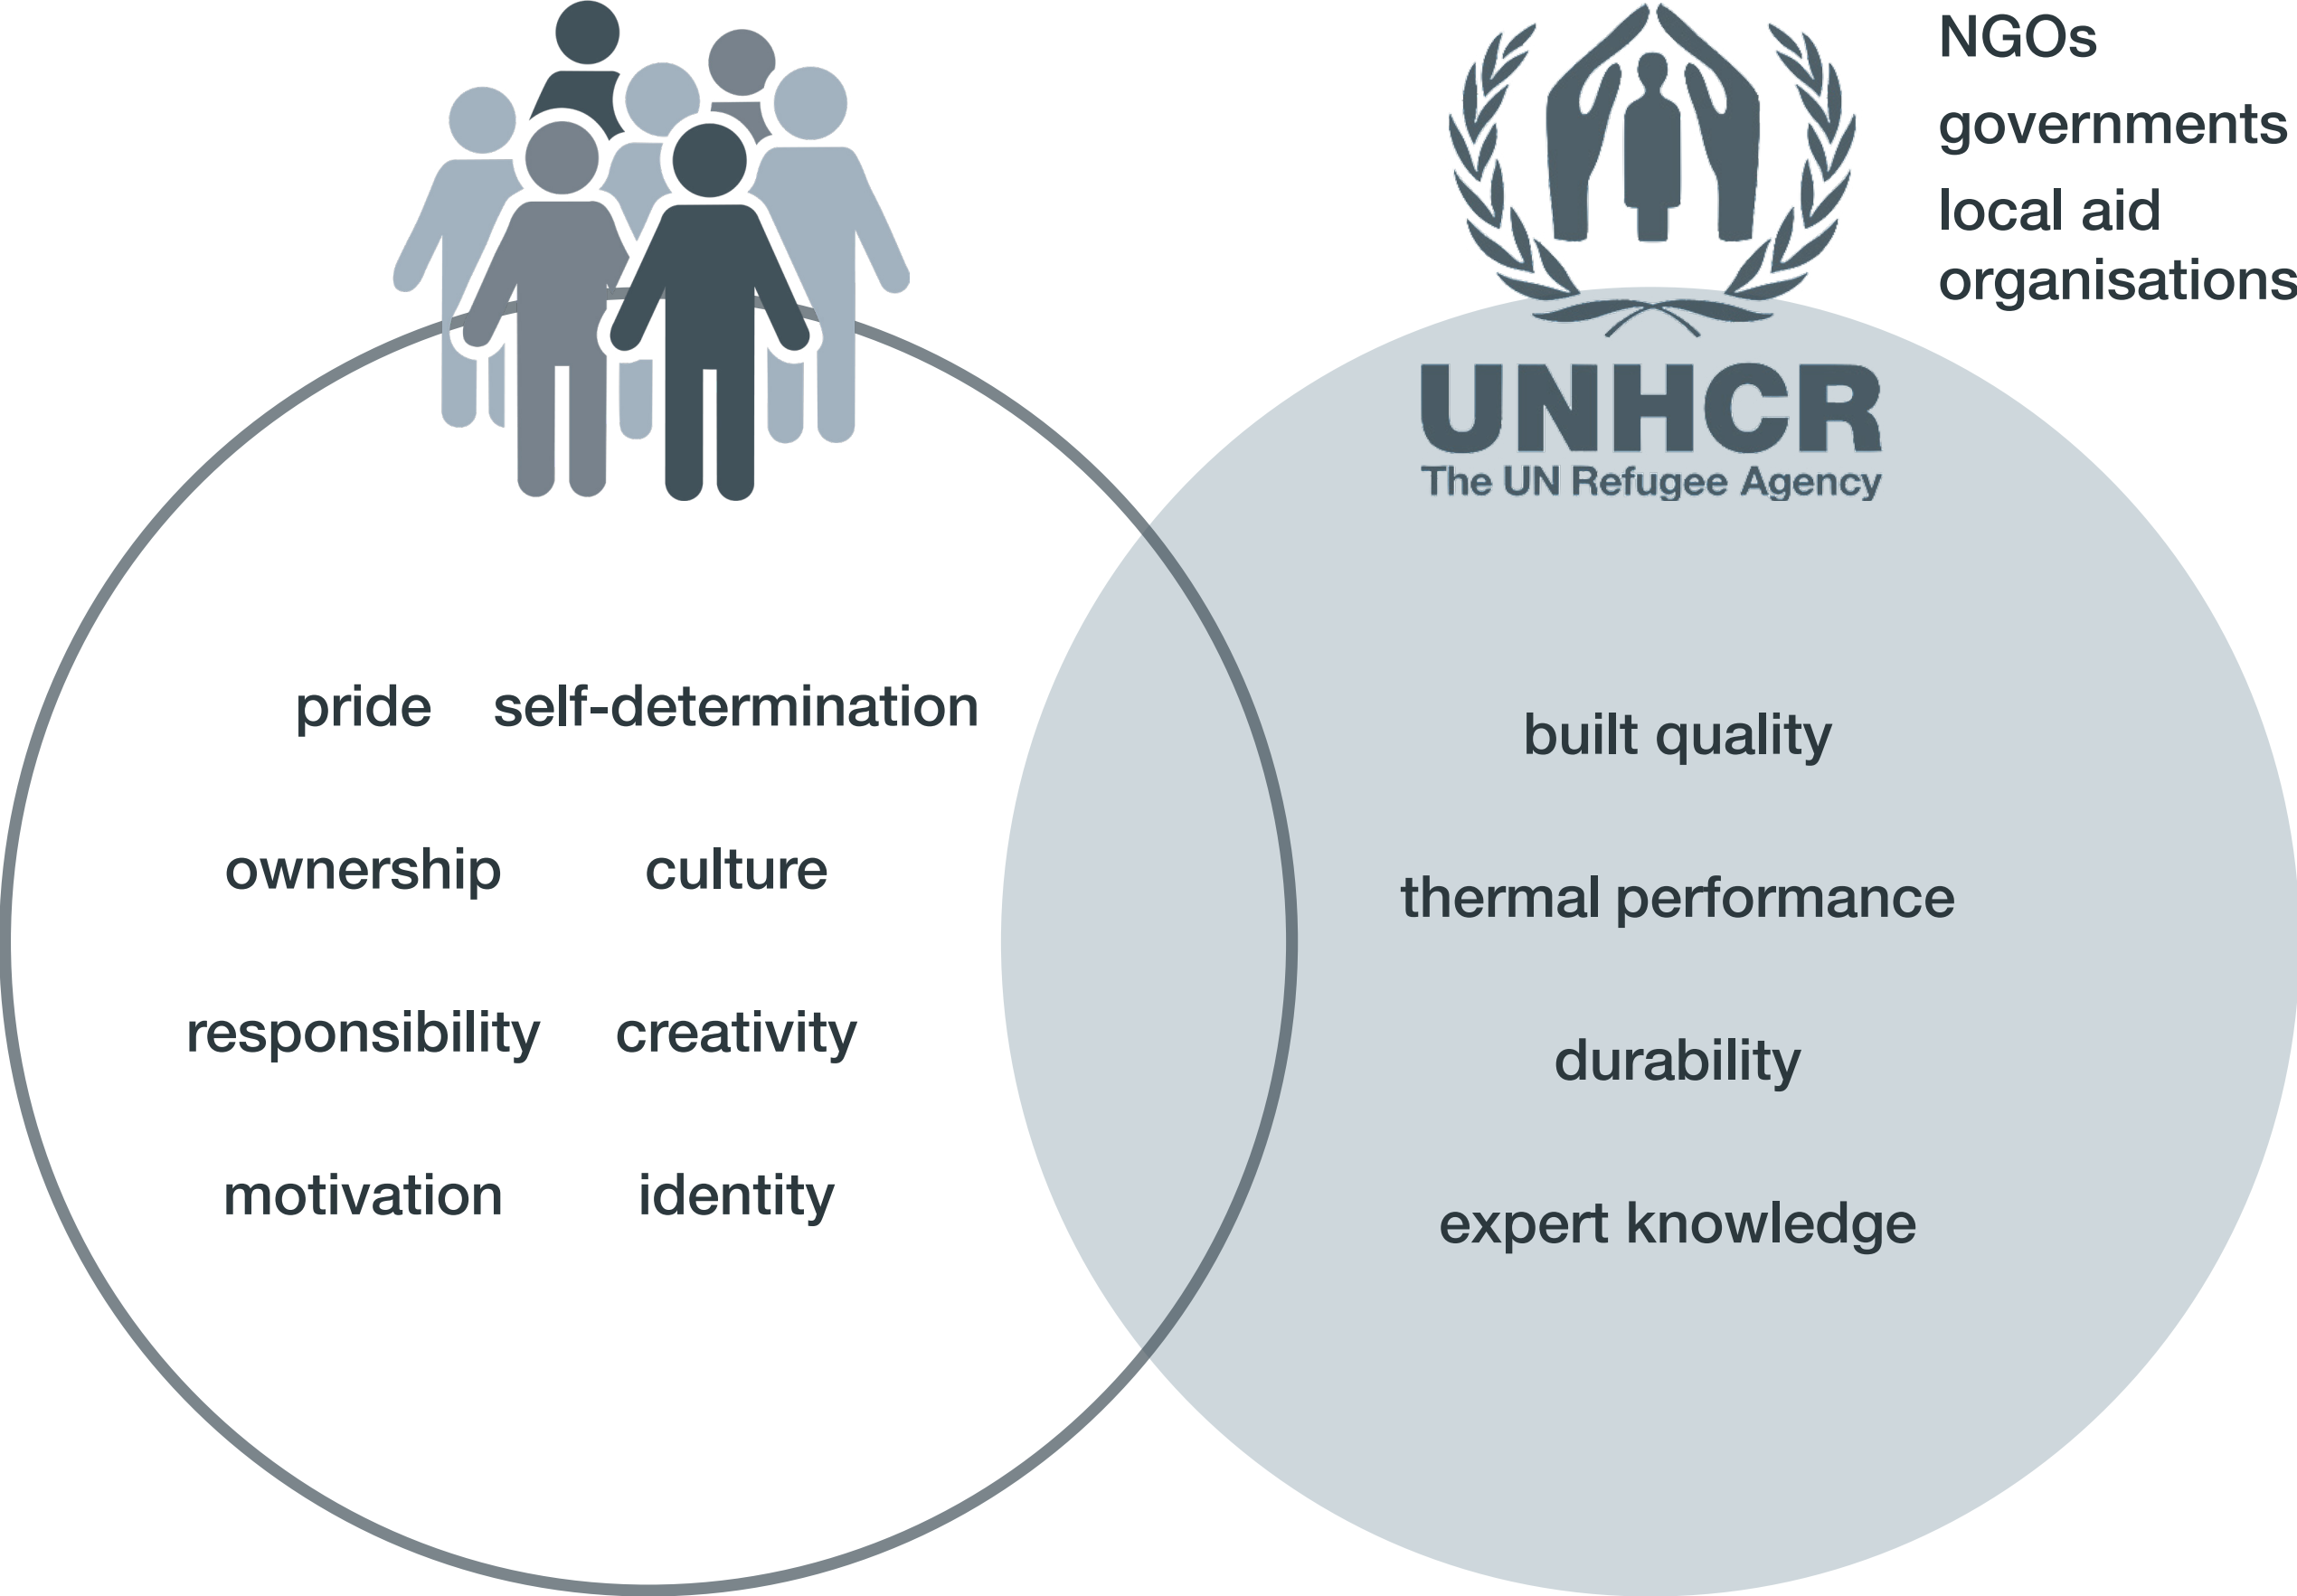 NGOs
governments
local aid
organisations
UNHCR
The UN Refugee Agency
pride self-determination
ownership culture
responsibility creativity
motivation identity
built quality
thermal performance
durability
expert knowledge